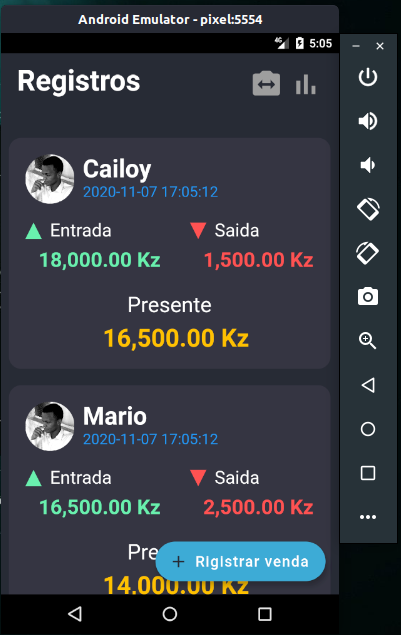 Android Emulator - pixel:5554
4G 5:05
Registros
Cailoy
2020-11-07 17:05:12
Entrada Saida
18,000.00 Kz 1,500.00 Kz
Presente
16,500.00 Kz
Mario
2020-11-07 17:05:12
Entrada Saida
16,500.00 Kz 2,500.00 Kz
Pre
+ Rigistrar venda
14,000.00 Kz